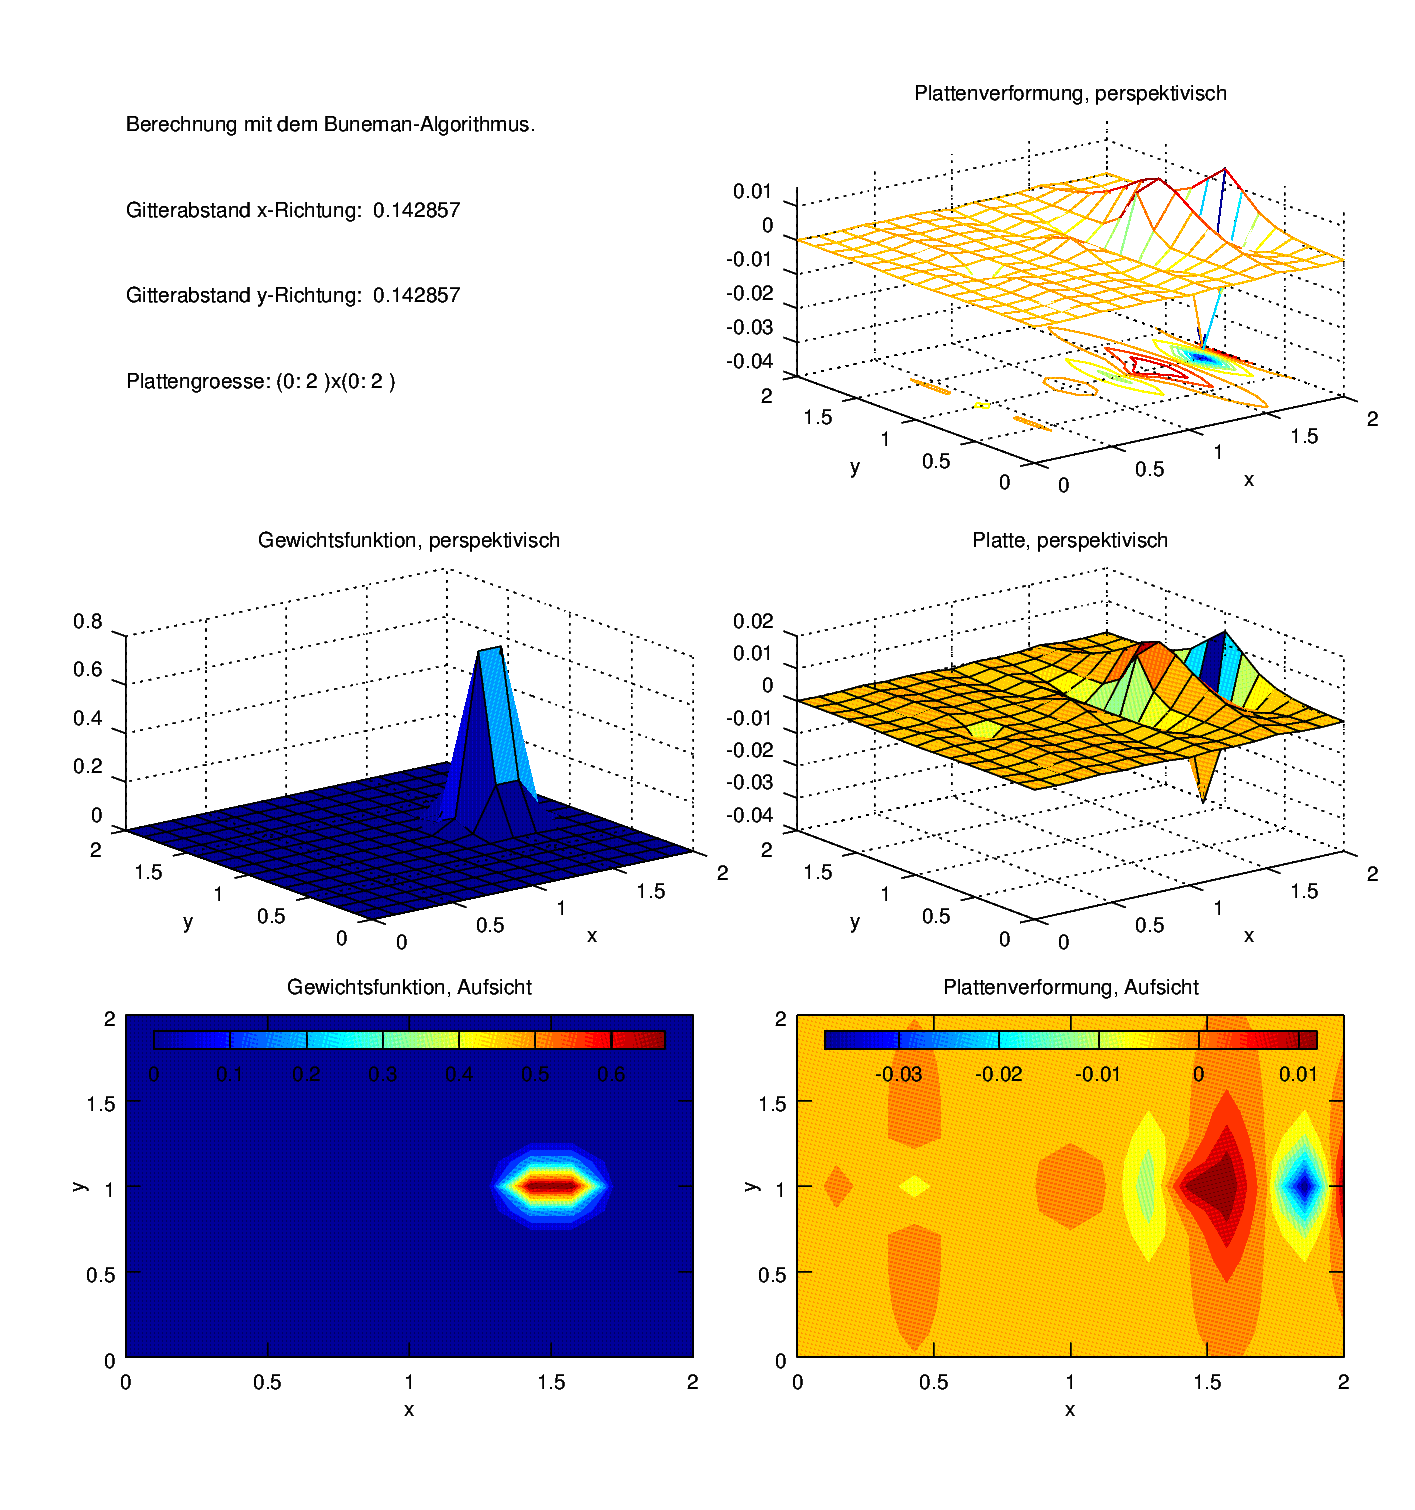 Berechnung mit dem Buneman-Algorithmus.
Gitterabstand x-Richtung: 0.142857
Gitterabstand y-Richtung: 0.142857
Plattengroesse: (0: 2 )x(0: 2 )
Plattenverformung, perspektivisch
0.01
0
-0.01
-0.02
-0.03
-0.04
2
1.5
1
0.5
0
y
0
0.5
1
1.5
2
x
Gewichtsfunktion, perspektivisch
0.8
0.6
0.4
0.2
0
2
1.5
1
0.5
0
y
0
0.5
1
1.5
2
x
Platte, perspektivisch
0.02
0.01
0
-0.01
-0.02
-0.03
-0.04
2
1.5
1
0.5
0
y
0
0.5
1
1.5
2
x
Gewichtsfunktion, Aufsicht
0 0.1 0.2 0.3 0.4 0.5 0.6
2
1.5
1
0.5
0
y
0 0.5 1 1.5 2
x
Plattenverformung, Aufsicht
-0.03 -0.02 -0.01 0 0.01
2
1.5
1
0.5
0
y
0 0.5 1 1.5 2
x